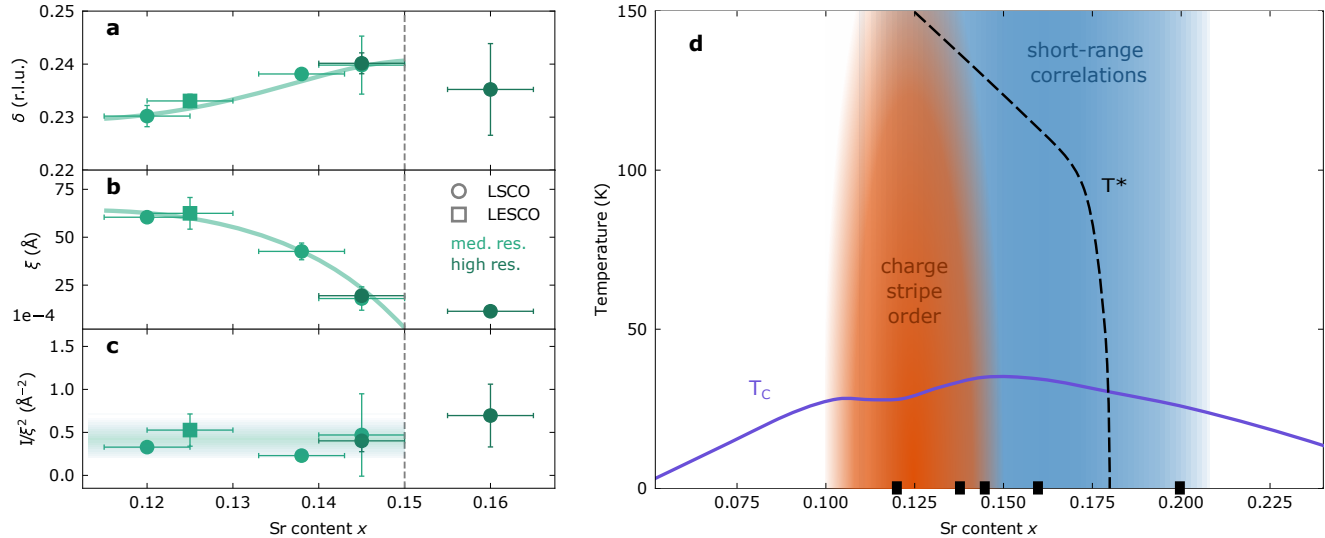 a
0.25
0.24
0.23
0.22
δ (r.l.u.)
b
75
50
25
ξ (Å)
LSCO
LESCO
med. res.
high res.
1e−4
c
1.5
1.0
0.5
0.0
I/ξ² (Å⁻²)
0.12 0.13 0.14 0.15 0.16
Sr content x
d
150
100
50
0
Temperature (K)
short-range
correlations
T*
charge
stripe
order
T_C
0.075 0.100 0.125 0.150 0.175 0.200 0.225
Sr content x